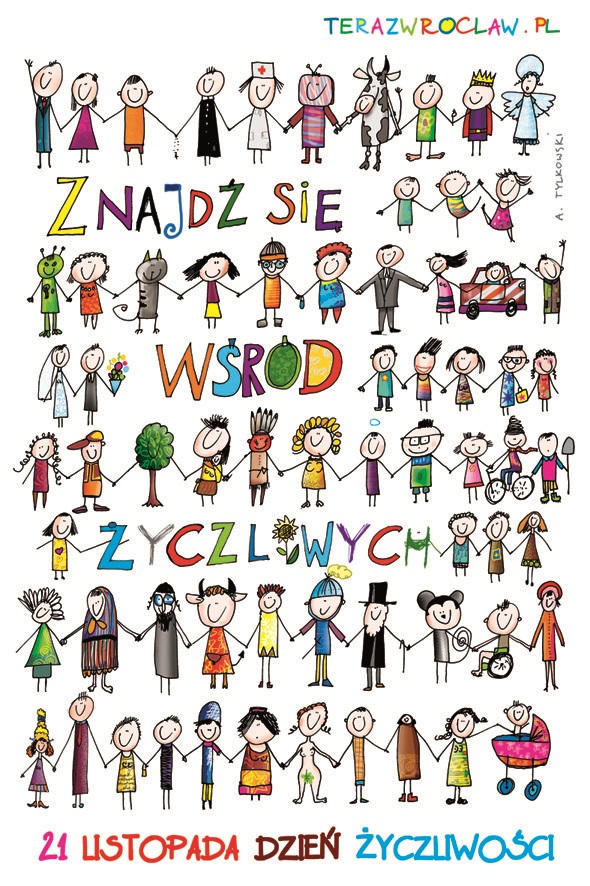 TERAZWROCLAW.PL
A. TYLKOWSKI
ZNAJDŹ SIĘ
WŚRÓD
ŻYCZLIWYCH
21 LISTOPADA DZIEŃ ŻYCZLIWOŚCI